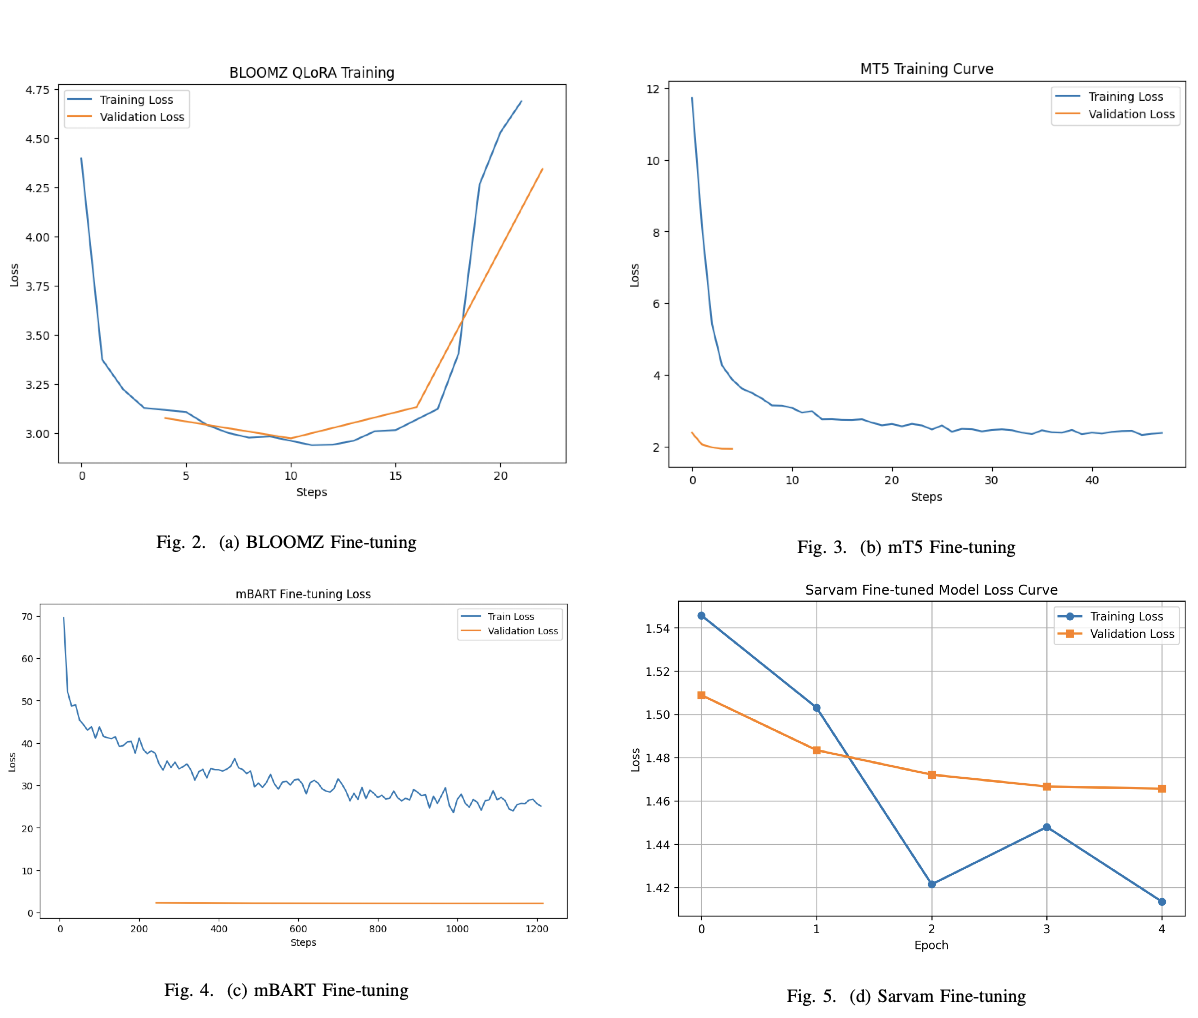 BLOOMZ QLoRA Training
Training Loss
Validation Loss
4.75
4.50
4.25
4.00
3.75
3.50
3.25
3.00
Loss
0 5 10 15 20
Steps
Fig. 2. (a) BLOOMZ Fine-tuning
MT5 Training Curve
Training Loss
Validation Loss
12
10
8
6
4
2
Loss
0 10 20 30 40
Steps
Fig. 3. (b) mT5 Fine-tuning
mBART Fine-tuning Loss
Train Loss
Validation Loss
70
60
50
40
30
20
10
0
Loss
0 200 400 600 800 1000 1200
Steps
Fig. 4. (c) mBART Fine-tuning
Sarvam Fine-tuned Model Loss Curve
Training Loss
Validation Loss
1.54
1.52
1.50
1.48
1.46
1.44
1.42
Loss
0 1 2 3 4
Epoch
Fig. 5. (d) Sarvam Fine-tuning